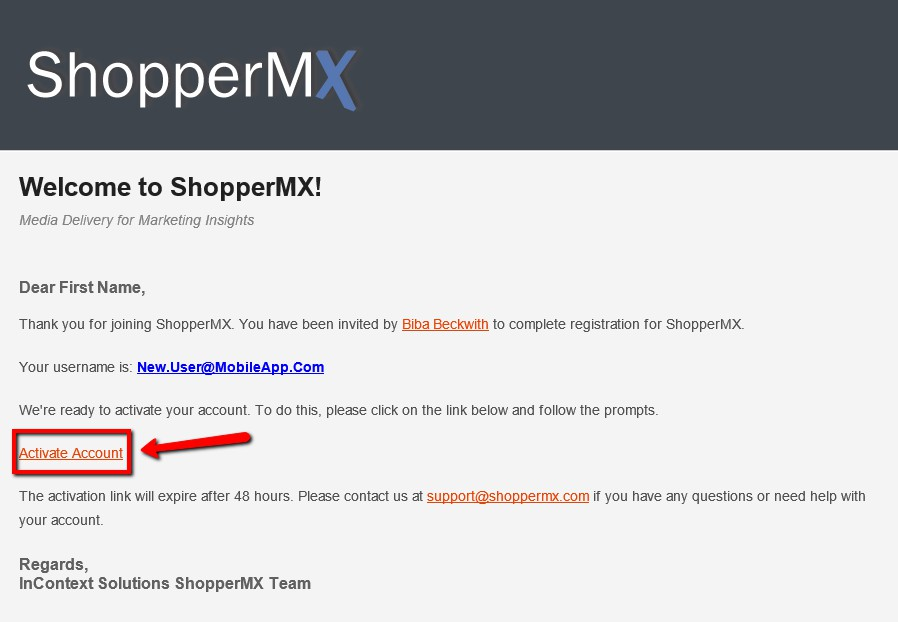 ShopperMX
Welcome to ShopperMX!
Media Delivery for Marketing Insights
Dear First Name,
Thank you for joining ShopperMX. You have been invited by Biba Beckwith to complete registration for ShopperMX.
Your username is: New.User@MobileApp.Com
We're ready to activate your account. To do this, please click on the link below and follow the prompts.
Activate Account
The activation link will expire after 48 hours. Please contact us at support@shoppermx.com if you have any questions or need help with
your account.
Regards,
InContext Solutions ShopperMX Team